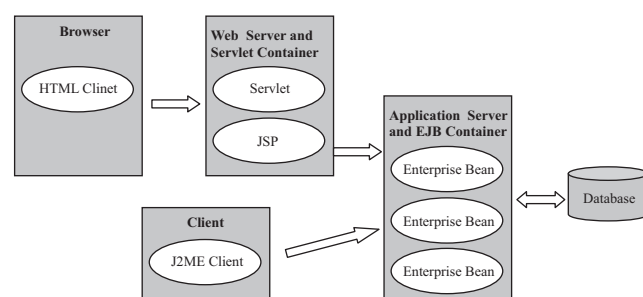 Browser
HTML Clinet
Web Server and
Servlet Container
Servlet
JSP
Application Server
and EJB Container
Enterprise Bean
Enterprise Bean
Enterprise Bean
Database
Client
J2ME Client